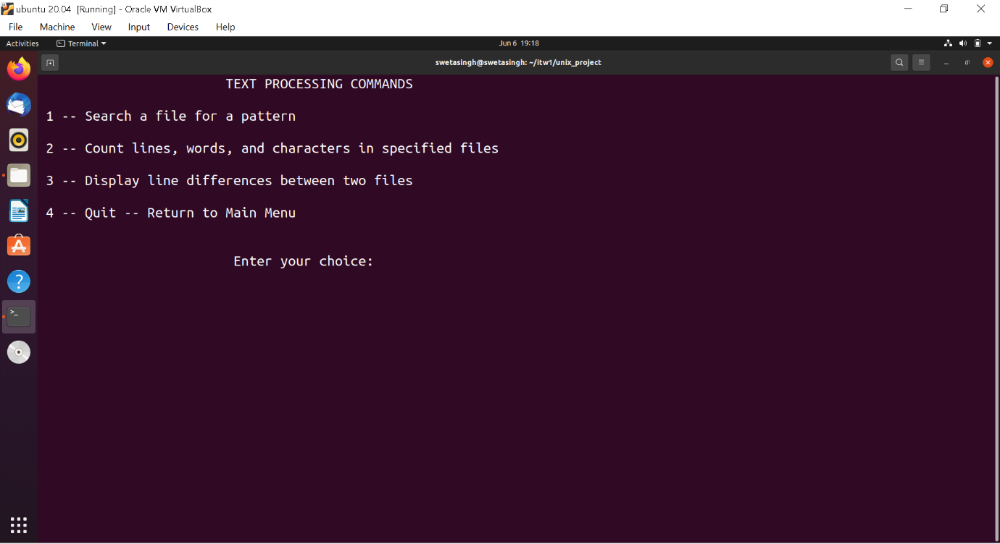 ubuntu 20.04 [Running] - Oracle VM VirtualBox
File Machine View Input Devices Help
Activities Terminal Jun 6 19:18
swetasingh@swetasingh: ~/itw1/unix_project
TEXT PROCESSING COMMANDS
1 -- Search a file for a pattern
2 -- Count lines, words, and characters in specified files
3 -- Display line differences between two files
4 -- Quit -- Return to Main Menu
Enter your choice: